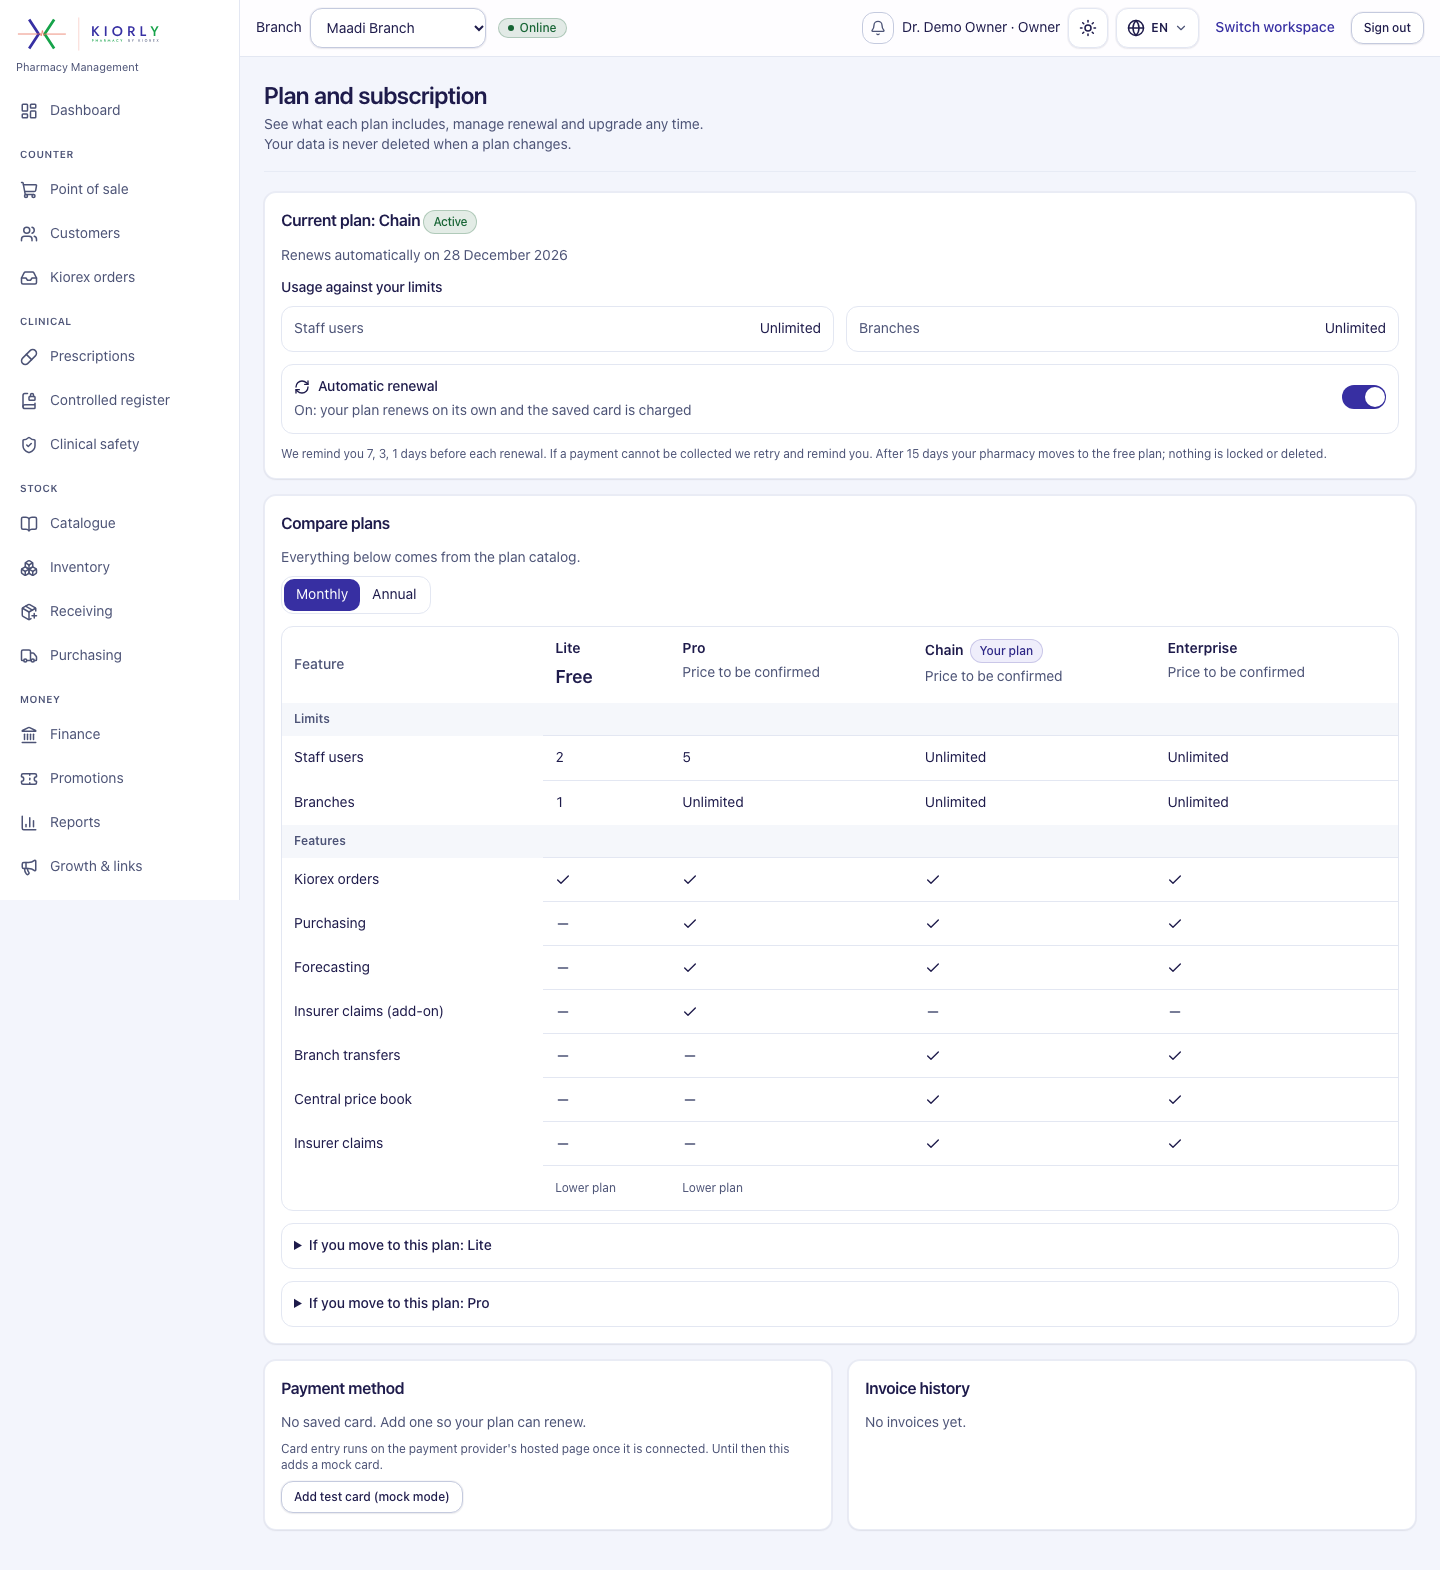 KIORLY
PHARMACY BY KIOREX
Pharmacy Management
Dashboard
COUNTER
Point of sale
Customers
Kiorex orders
CLINICAL
Prescriptions
Controlled register
Clinical safety
STOCK
Catalogue
Inventory
Receiving
Purchasing
MONEY
Finance
Promotions
Reports
Growth & links
Branch Maadi Branch Online Dr. Demo Owner · Owner EN Switch workspace Sign out
Plan and subscription
See what each plan includes, manage renewal and upgrade any time.
Your data is never deleted when a plan changes.
Current plan: Chain Active
Renews automatically on 28 December 2026
Usage against your limits
Staff users Unlimited Branches Unlimited
Automatic renewal
On: your plan renews on its own and the saved card is charged
We remind you 7, 3, 1 days before each renewal. If a payment cannot be collected we retry and remind you. After 15 days your pharmacy moves to the free plan; nothing is locked or deleted.
Compare plans
Everything below comes from the plan catalog.
Monthly Annual
Feature Lite Pro Chain Your plan Enterprise
Free Price to be confirmed Price to be confirmed Price to be confirmed
Limits
Staff users 2 5 Unlimited Unlimited
Branches 1 Unlimited Unlimited Unlimited
Features
Kiorex orders ✓ ✓ ✓ ✓
Purchasing – ✓ ✓ ✓
Forecasting – ✓ ✓ ✓
Insurer claims (add-on) – ✓ – –
Branch transfers – – ✓ ✓
Central price book – – ✓ ✓
Insurer claims – – ✓ ✓
Lower plan Lower plan
If you move to this plan: Lite
If you move to this plan: Pro
Payment method
No saved card. Add one so your plan can renew.
Card entry runs on the payment provider's hosted page once it is connected. Until then this
adds a mock card.
Add test card (mock mode)
Invoice history
No invoices yet.